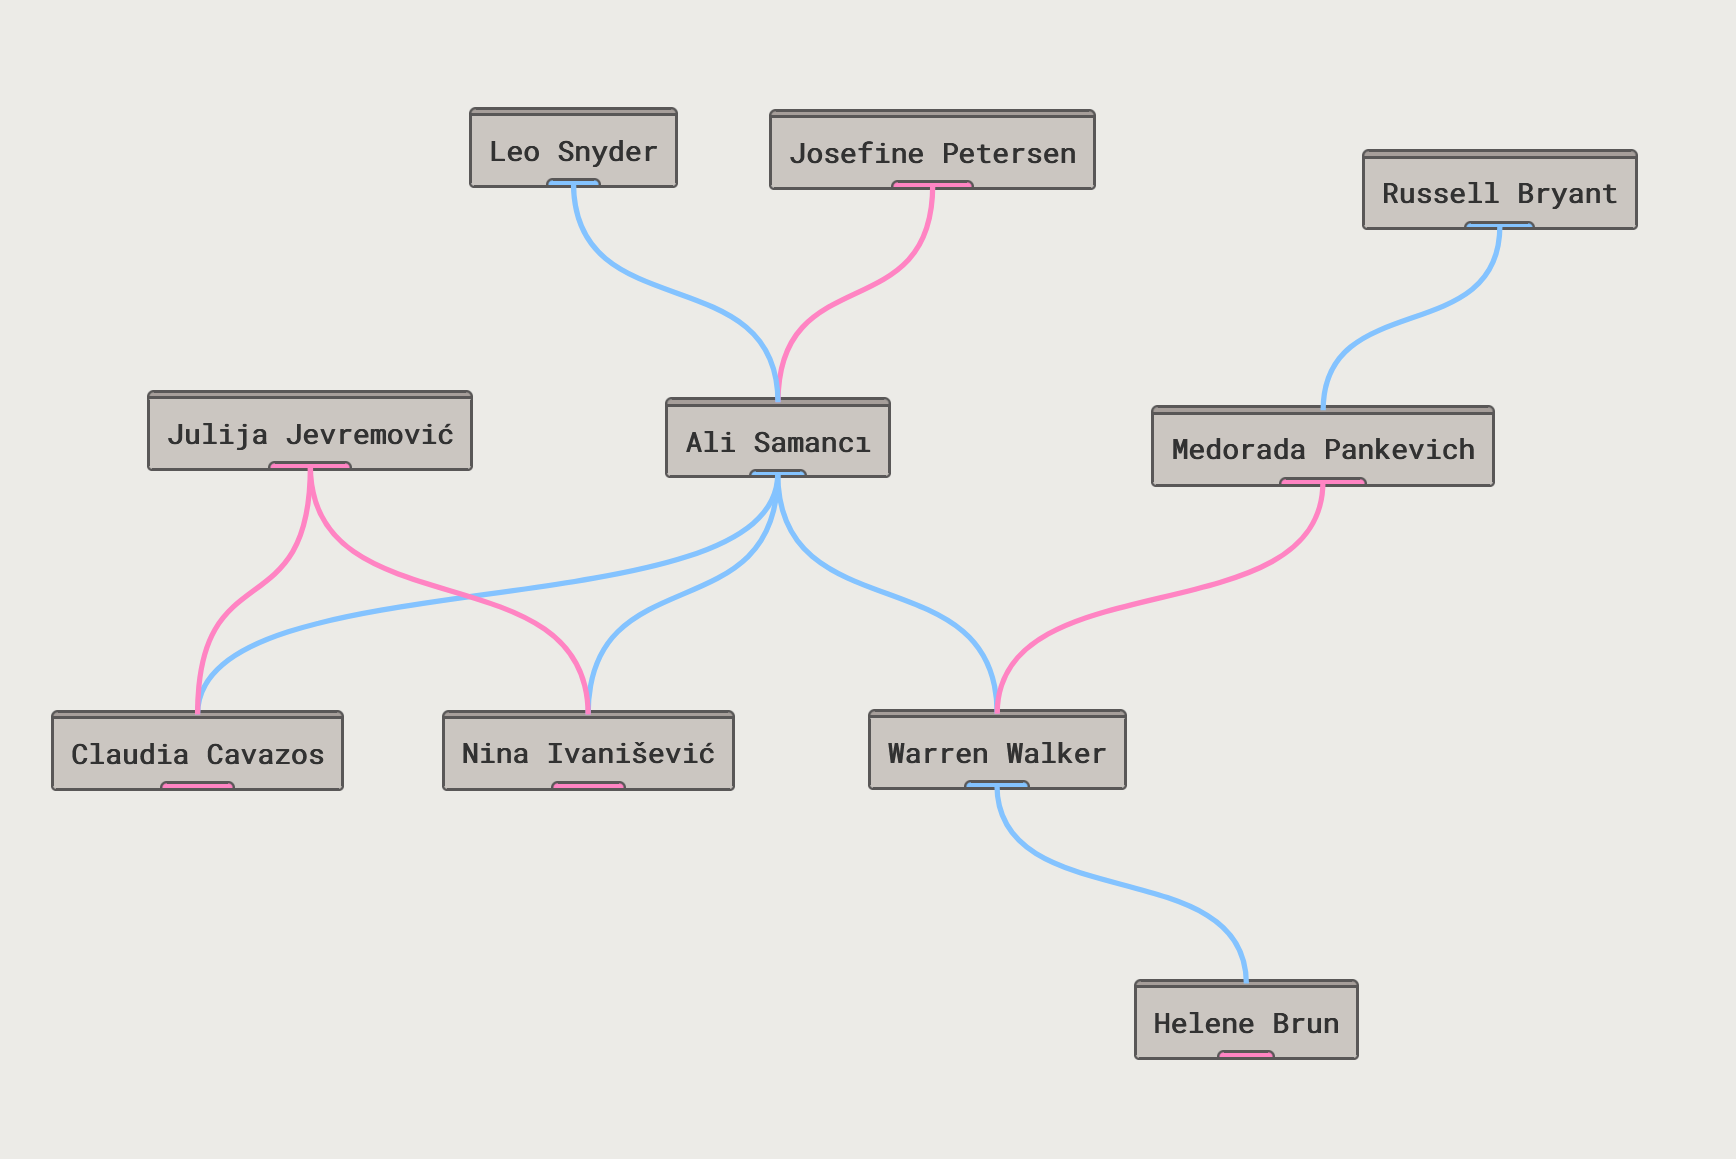 Leo Snyder
Josefine Petersen
Russell Bryant
Julija Jevremović
Ali Samancı
Medorada Pankevich
Claudia Cavazos
Nina Ivanišević
Warren Walker
Helene Brun